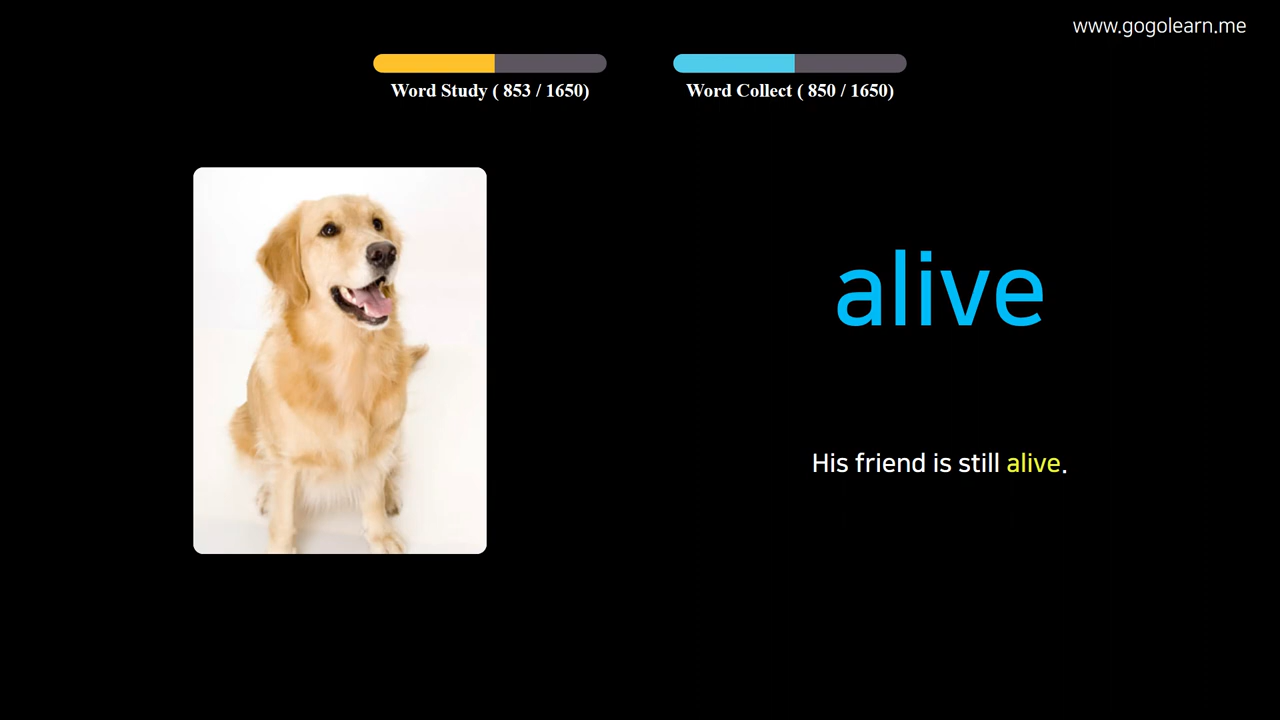 www.gogolearn.me
Word Study ( 853 / 1650)
Word Collect ( 850 / 1650)
alive
His friend is still alive.